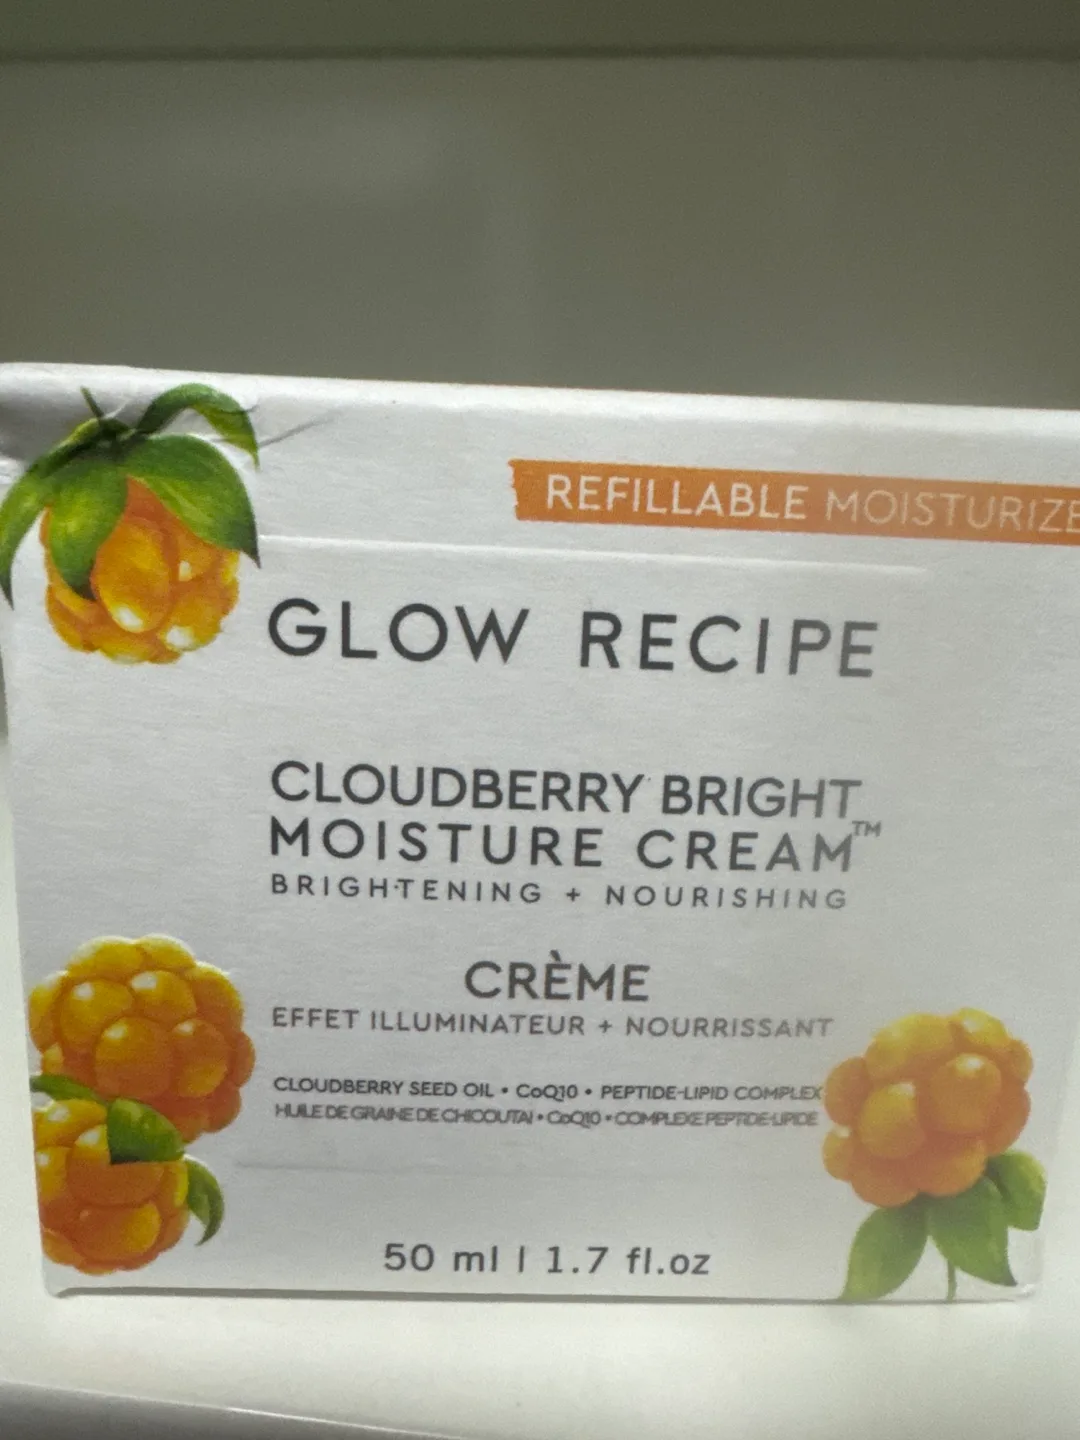 REFILLABLE MOISTURIZE
GLOW RECIPE
CLOUDBERRY BRIGHT
MOISTURE CREAM™
BRIGHTENING + NOURISHING
CRÈME
EFFET ILLUMINATEUR + NOURRISSANT
CLOUDBERRY SEED OIL • CoQ10 • PEPTIDE-LIPID COMPLEX
HUILE DE GRAINE DE CHICOUTAI • CoQ10 • COMPLEXE PEPTIDE-LIPIDE
50 ml | 1.7 fl.oz